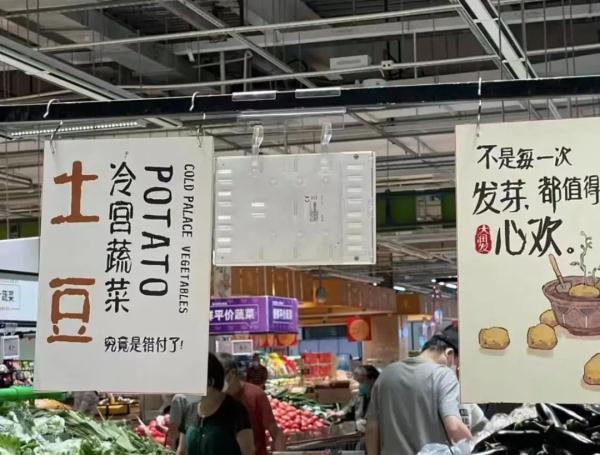 土豆
冷宫蔬菜
POTATO
COLD PALACE VEGETABLES
究竟是错付了!
平价蔬菜
不是每一次
发芽,都值得
心欢。
大润发